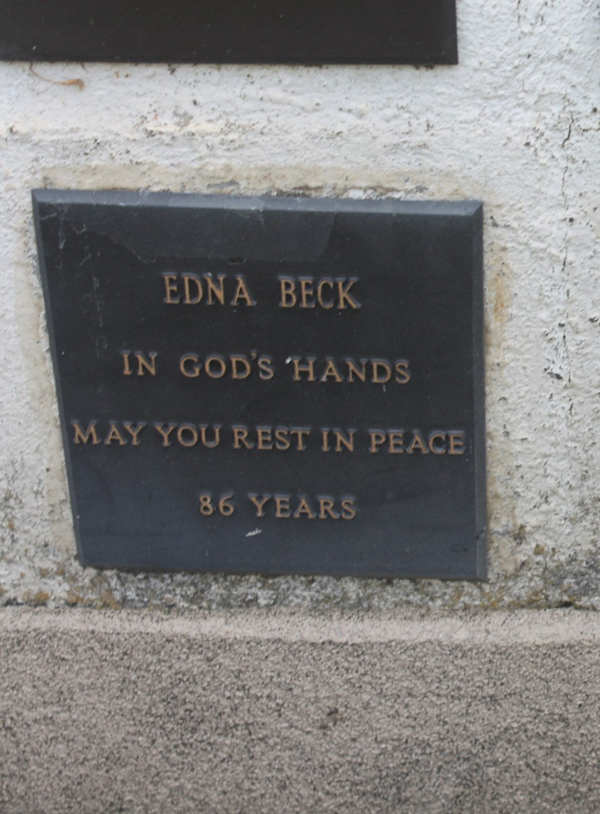 EDNA BECK
IN GOD'S HANDS
MAY YOU REST IN PEACE
86 YEARS